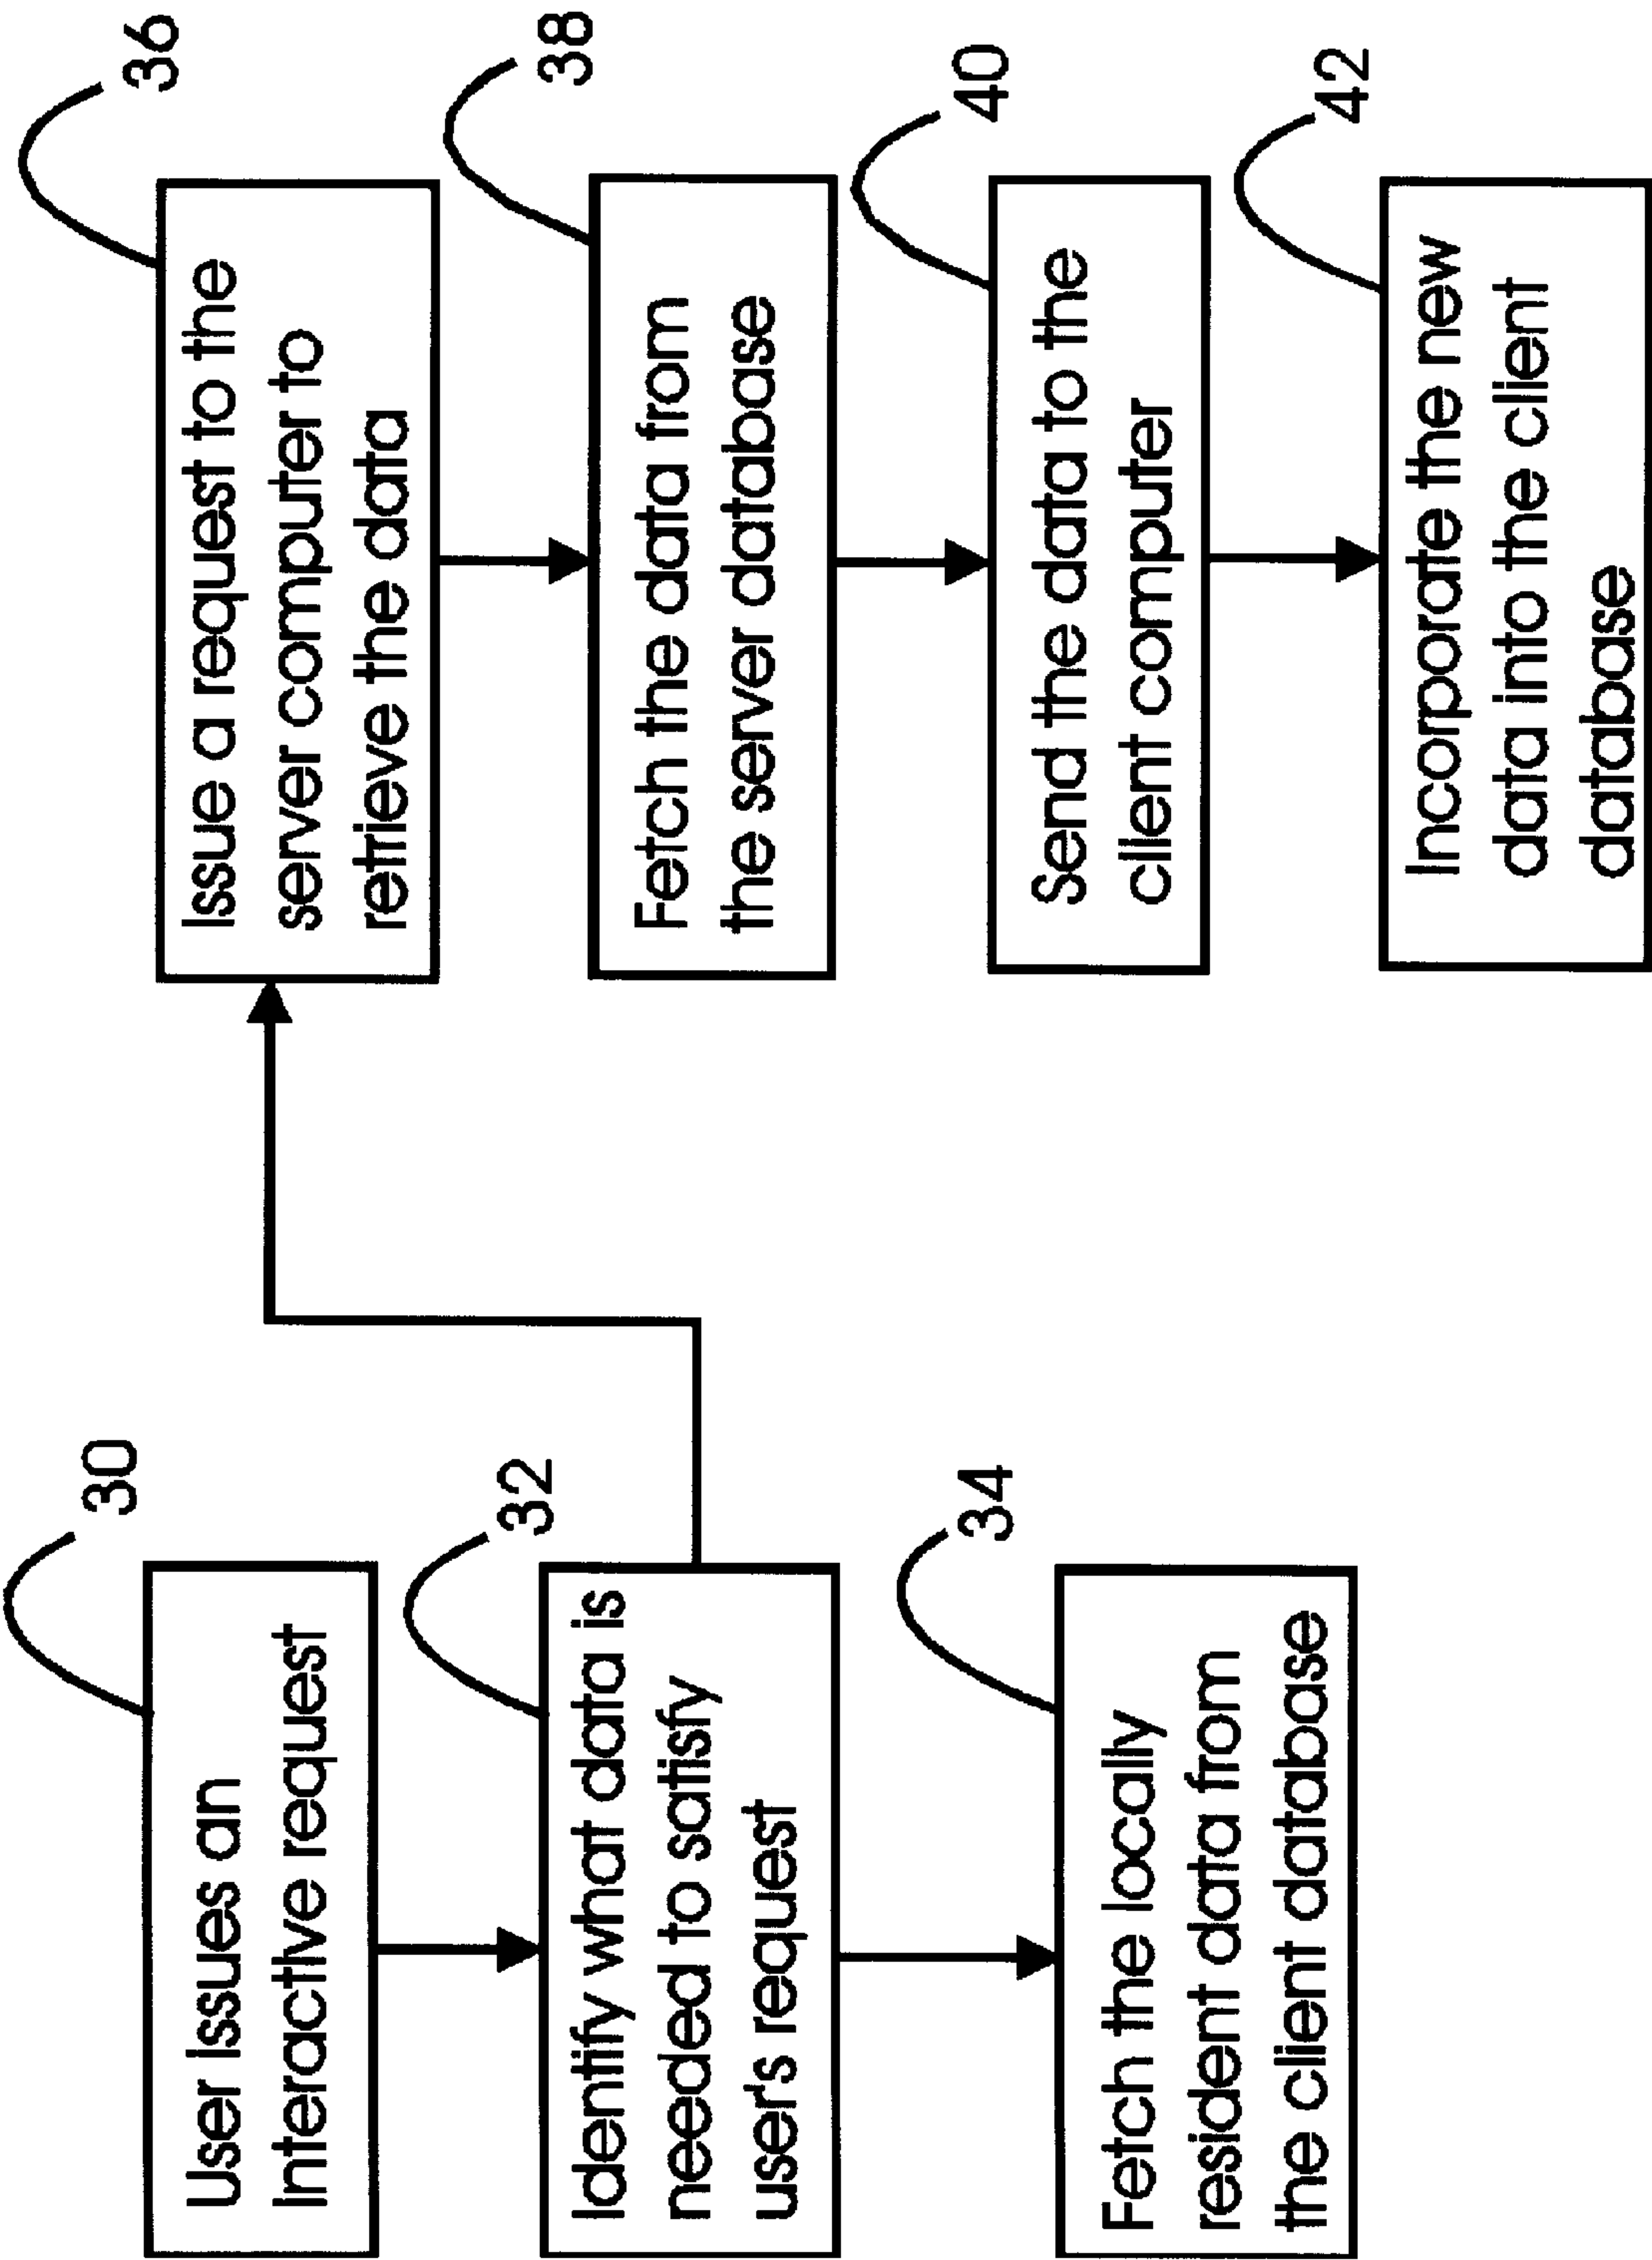 30
User issues an
interactive request
32
Identify what data is
needed to satisfy
user's request
34
Fetch the locally
resident data from
the client database
36
Issue a request to the
server computer to
retrieve the data
38
Fetch the data from
the server database
40
Send the data to the
client computer
42
Incorporate the new
data into the client
database